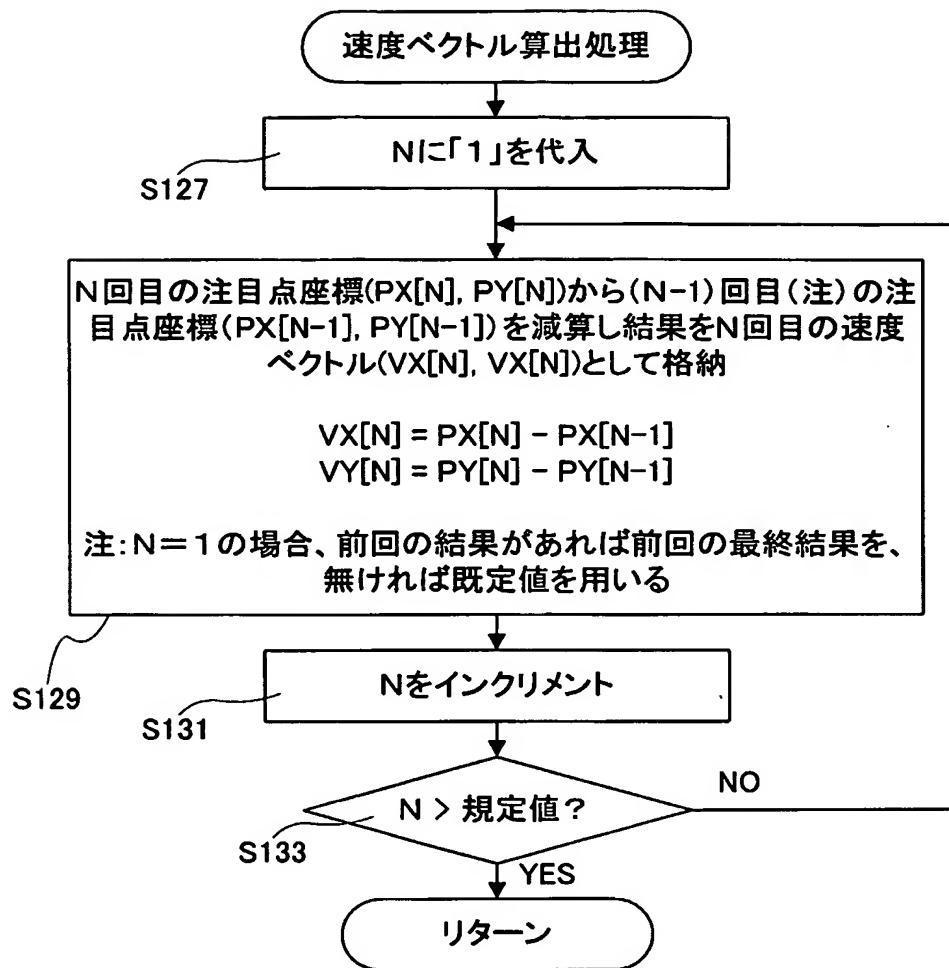 速度ベクトル算出処理
Nに「1」を代入
S127
N回目の注目点座標(PX[N], PY[N])から(N-1)回目(注)の注
目点座標(PX[N-1], PY[N-1])を減算し結果をN回目の速度
ベクトル(VX[N], VX[N])として格納
VX[N] = PX[N] - PX[N-1]
VY[N] = PY[N] - PY[N-1]
注:N=1の場合、前回の結果があれば前回の最終結果を、
無ければ既定値を用いる
S129
Nをインクリメント
S131
N > 規定値?
NO
S133
YES
リターン